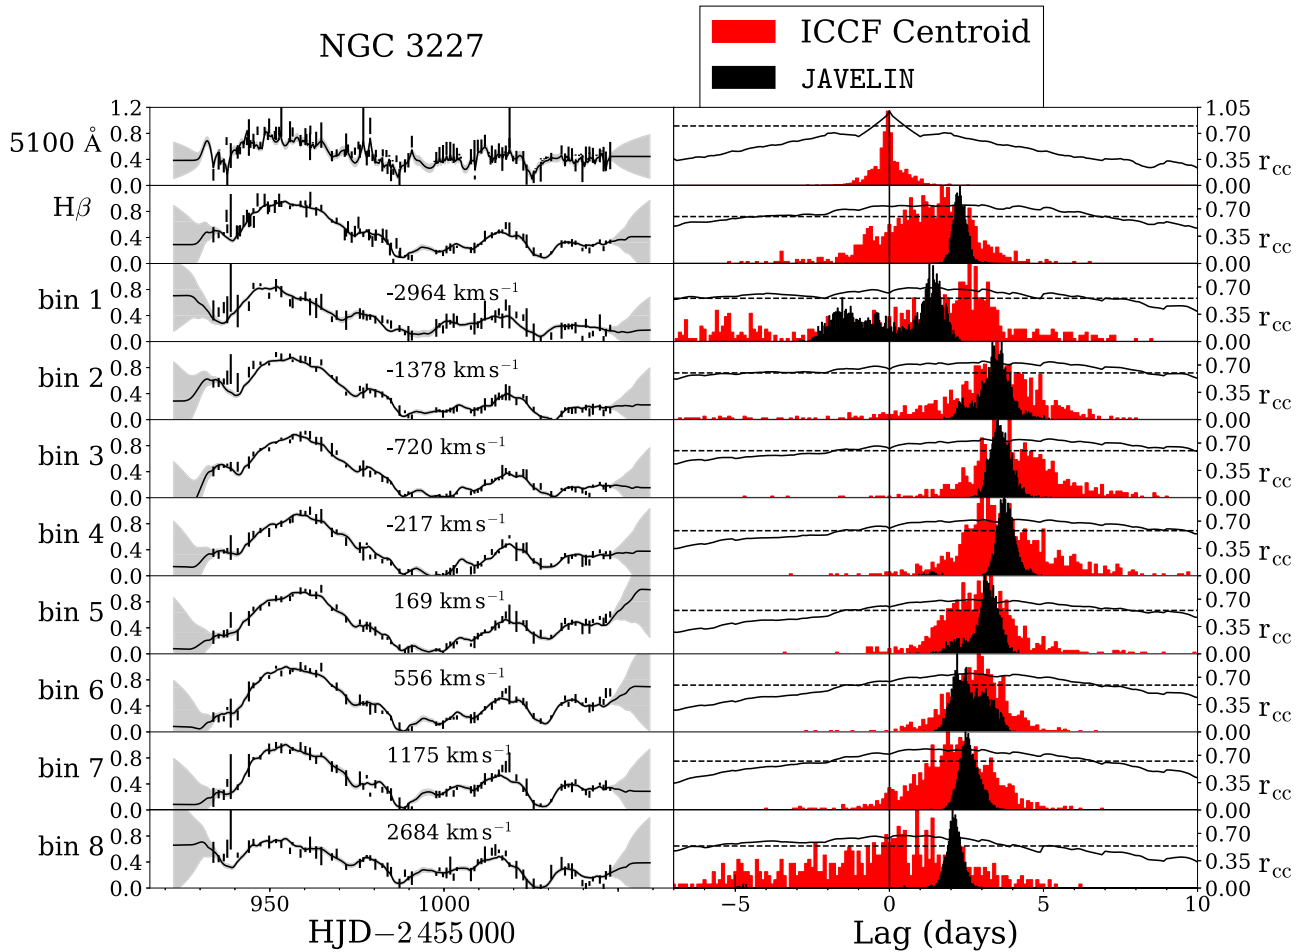 NGC 3227
ICCF Centroid
JAVELIN
5100 Å
1.2
0.8
0.4
0.0
1.05
0.70
0.35
0.00
r_cc
Hβ
0.8
0.4
0.0
0.70
0.35
0.00
r_cc
bin 1
-2964 km s⁻¹
0.8
0.4
0.0
0.70
0.35
0.00
r_cc
bin 2
-1378 km s⁻¹
0.8
0.4
0.0
0.70
0.35
0.00
r_cc
bin 3
-720 km s⁻¹
0.8
0.4
0.0
0.70
0.35
0.00
r_cc
bin 4
-217 km s⁻¹
0.8
0.4
0.0
0.70
0.35
0.00
r_cc
bin 5
169 km s⁻¹
0.8
0.4
0.0
0.70
0.35
0.00
r_cc
bin 6
556 km s⁻¹
0.8
0.4
0.0
0.70
0.35
0.00
r_cc
bin 7
1175 km s⁻¹
0.8
0.4
0.0
0.70
0.35
0.00
r_cc
bin 8
2684 km s⁻¹
0.8
0.4
0.0
0.70
0.35
0.00
r_cc
950 1000
−5 0 5 10
HJD−2 455 000
Lag (days)